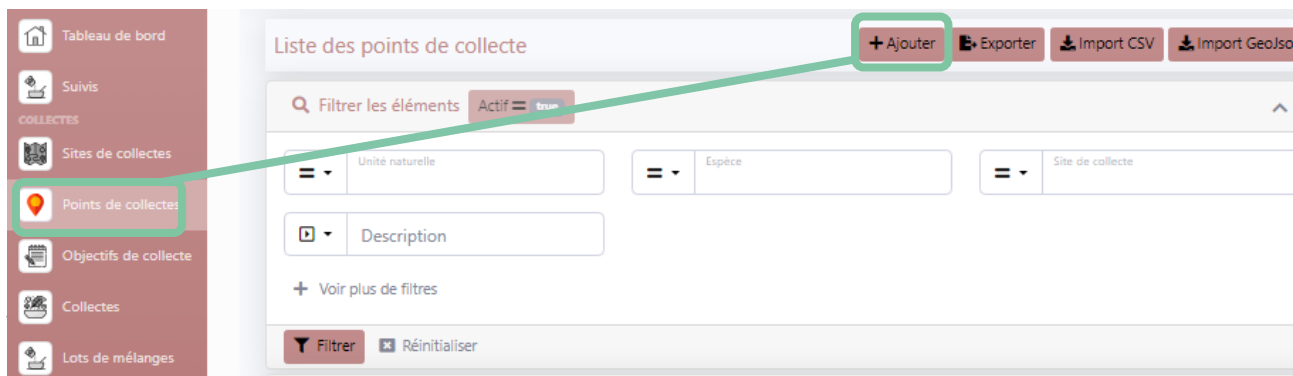 Tableau de bord
Suivis
COLLECTES
Sites de collectes
Points de collectes
Objectifs de collecte
Collectes
Lots de mélanges
Liste des points de collecte
+ Ajouter
Exporter
Import CSV
Import GeoJso
Filtrer les éléments Actif = true
= Unité naturelle
= Espèce
= Site de collecte
Description
+ Voir plus de filtres
Filtrer
Réinitialiser